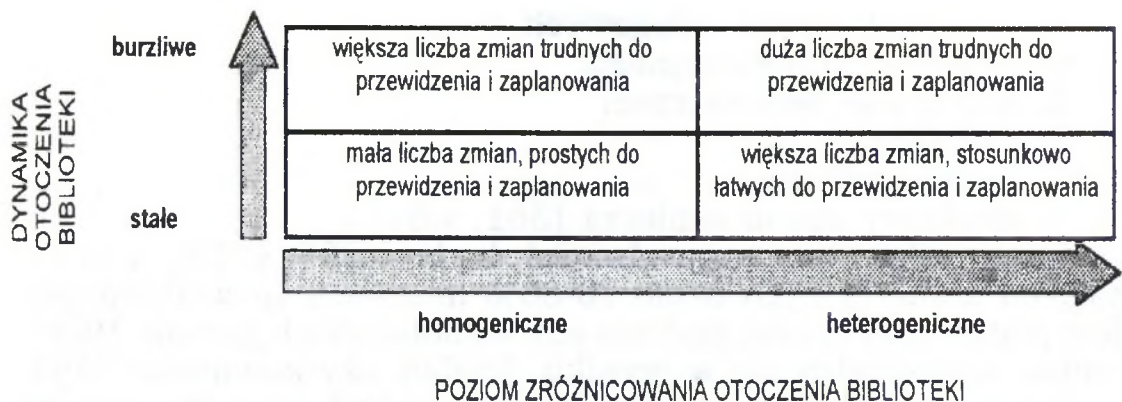 DYNAMIKA
OTOCZENIA
BIBLIOTEKI
burzliwe
większa liczba zmian trudnych do
przewidzenia i zaplanowania
duża liczba zmian trudnych do
przewidzenia i zaplanowania
stałe
mała liczba zmian, prostych do
przewidzenia i zaplanowania
większa liczba zmian, stosunkowo
łatwych do przewidzenia i zaplanowania
homogeniczne
heterogeniczne
POZIOM ZRÓŻNICOWANIA OTOCZENIA BIBLIOTEKI